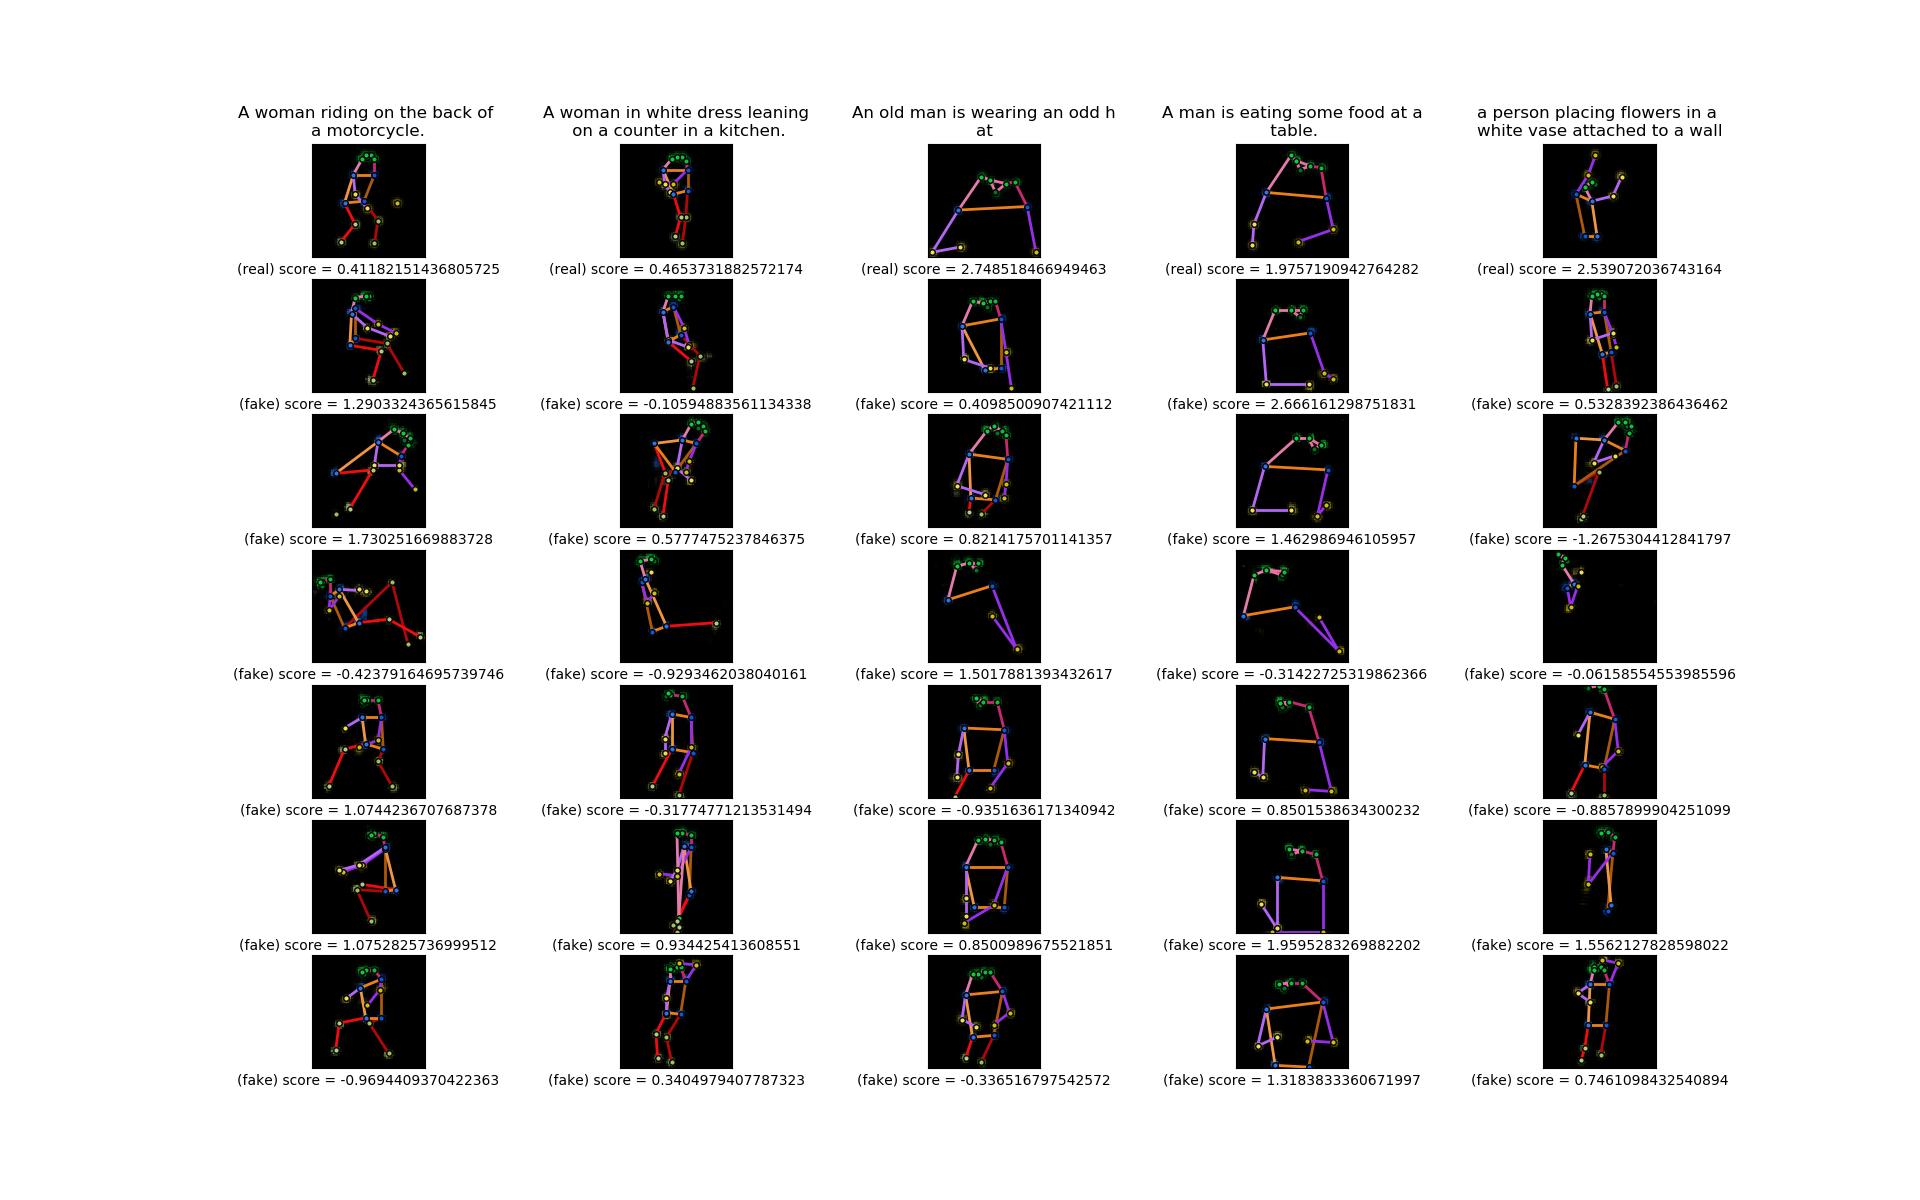 A woman riding on the back of
a motorcycle.
A woman in white dress leaning
on a counter in a kitchen.
An old man is wearing an odd h
at
A man is eating some food at a
table.
a person placing flowers in a
white vase attached to a wall
(real) score = 0.41182151436805725
(real) score = 0.4653731882572174
(real) score = 2.748518466949463
(real) score = 1.9757190942764282
(real) score = 2.539072036743164
(fake) score = 1.2903324365615845
(fake) score = -0.10594883561134338
(fake) score = 0.4098500907421112
(fake) score = 2.666161298751831
(fake) score = 0.5328392386436462
(fake) score = 1.730251669883728
(fake) score = 0.5777475237846375
(fake) score = 0.8214175701141357
(fake) score = 1.462986946105957
(fake) score = -1.2675304412841797
(fake) score = -0.42379164695739746
(fake) score = -0.9293462038040161
(fake) score = 1.5017881393432617
(fake) score = -0.31422725319862366
(fake) score = -0.06158554553985596
(fake) score = 1.0744236707687378
(fake) score = -0.31774771213531494
(fake) score = -0.9351636171340942
(fake) score = 0.8501538634300232
(fake) score = -0.8857899904251099
(fake) score = 1.0752825736999512
(fake) score = 0.934425413608551
(fake) score = 0.8500989675521851
(fake) score = 1.9595283269882202
(fake) score = 1.5562127828598022
(fake) score = -0.9694409370422363
(fake) score = 0.3404979407787323
(fake) score = -0.336516797542572
(fake) score = 1.3183833360671997
(fake) score = 0.7461098432540894